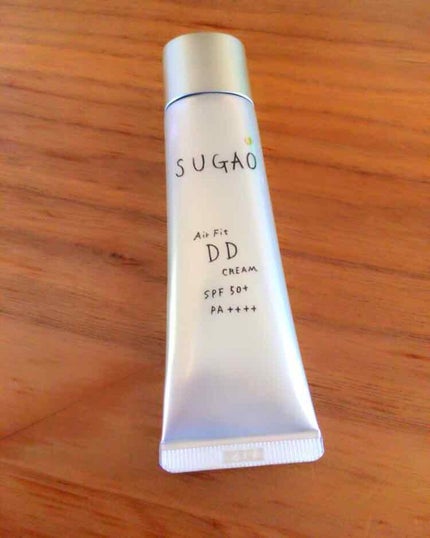 SUGAO
Air Fit
DD
CREAM
SPF 50+
PA ++++